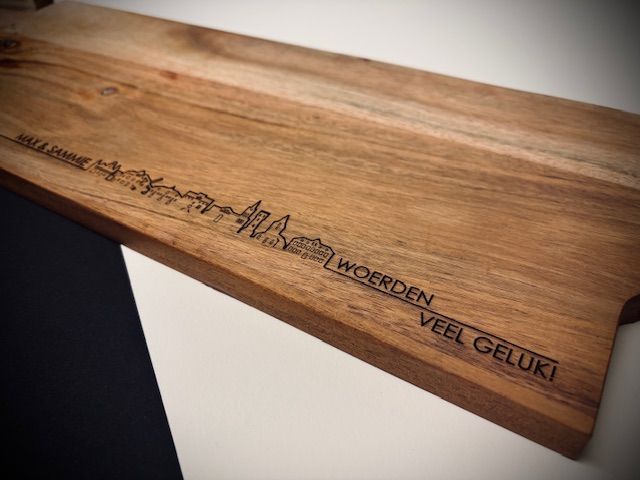 MAX & SAMMIE
WOERDEN
VEEL GELUK!